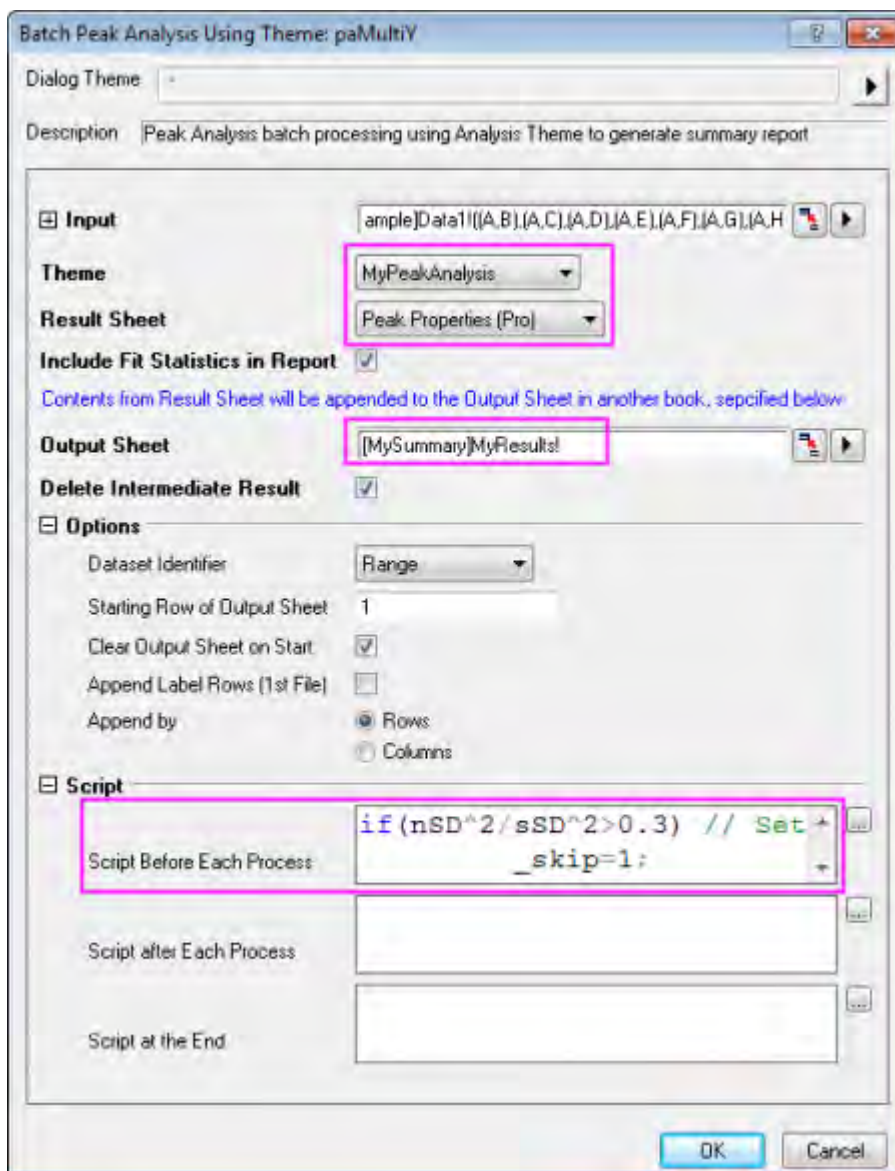 Batch Peak Analysis Using Theme: paMultiY
Dialog Theme
Description Peak Analysis batch processing using Analysis Theme to generate summary report
Input ample]Data1!((A,B),(A,C),(A,D),(A,E),(A,F),(A,G),(A,H
Theme MyPeakAnalysis
Result Sheet Peak Properties (Pro)
Include Fit Statistics in Report
Contents from Result Sheet will be appended to the Output Sheet in another book, sepcified below
Output Sheet [MySummary]MyResults!
Delete Intermediate Result
Options
Dataset Identifier Range
Starting Row of Output Sheet 1
Clear Output Sheet on Start
Append Label Rows (1st File)
Append by Rows
Columns
Script
if(nSD^2/sSD^2>0.3) // Set
_skip=1;
Script Before Each Process
Script after Each Process
Script at the End
OK Cancel